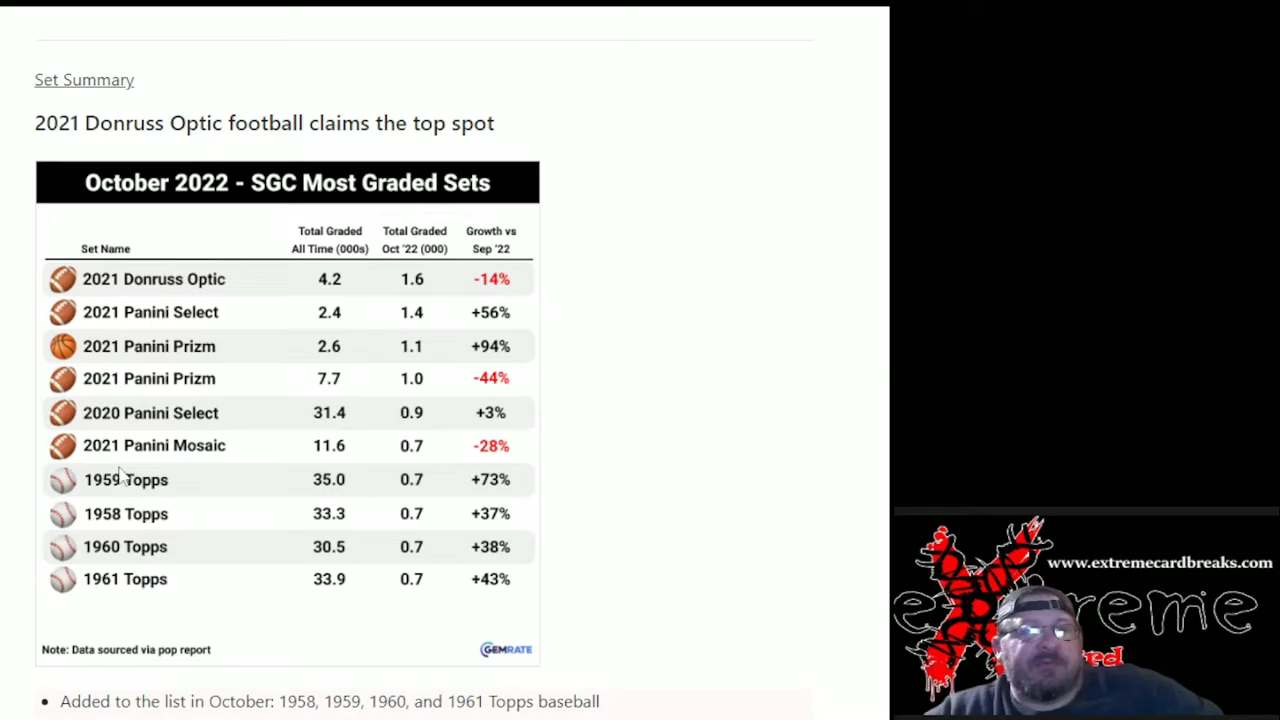 Set Summary
2021 Donruss Optic football claims the top spot
October 2022 - SGC Most Graded Sets
Set Name Total Graded All Time (000s) Total Graded Oct '22 (000) Growth vs Sep '22
2021 Donruss Optic 4.2 1.6 -14%
2021 Panini Select 2.4 1.4 +56%
2021 Panini Prizm 2.6 1.1 +94%
2021 Panini Prizm 7.7 1.0 -44%
2020 Panini Select 31.4 0.9 +3%
2021 Panini Mosaic 11.6 0.7 -28%
1959 Topps 35.0 0.7 +73%
1958 Topps 33.3 0.7 +37%
1960 Topps 30.5 0.7 +38%
1961 Topps 33.9 0.7 +43%
Note: Data sourced via pop report
GEMRATE
Added to the list in October: 1958, 1959, 1960, and 1961 Topps baseball
www.extremecardbreaks.com